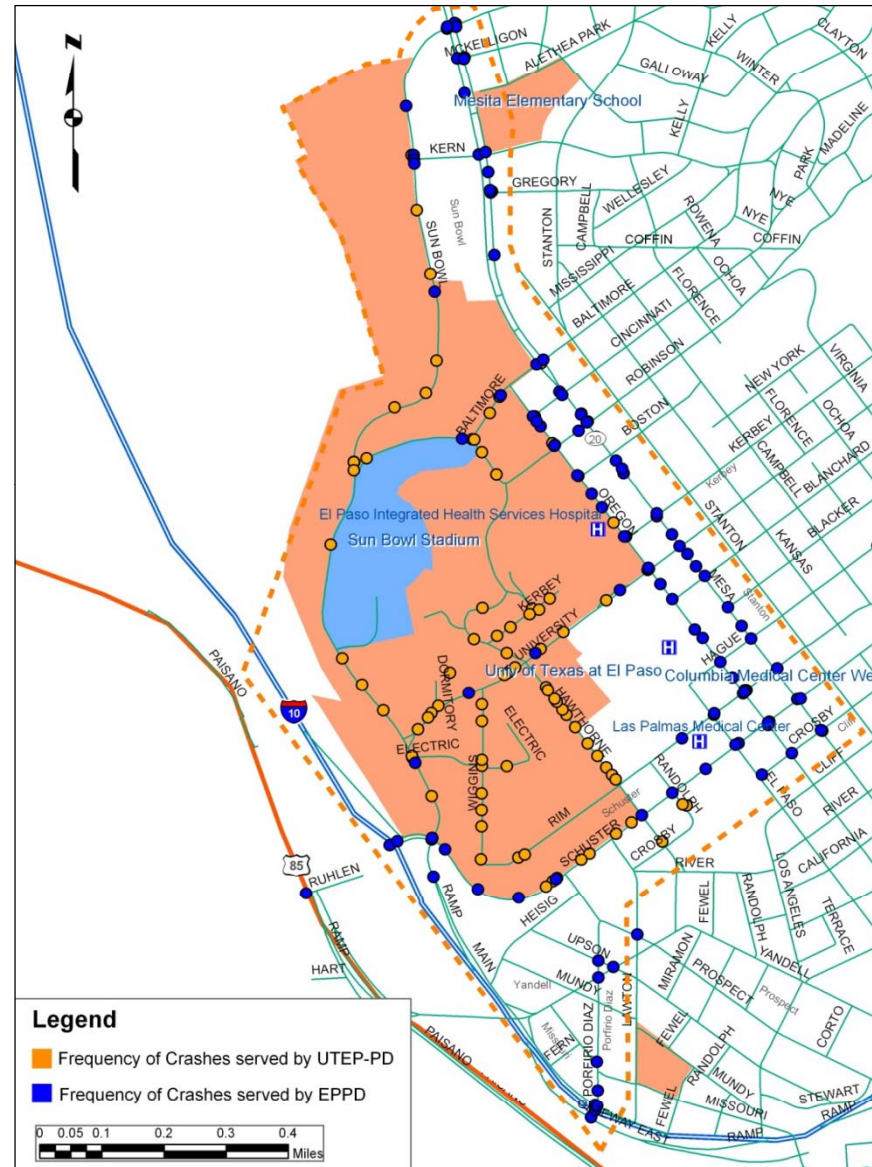 N
MCKELLIGON
ALETHEA PARK
KELLY
CLAYTON
GALLOWAY
WINTER
Mesita Elementary School
KELLY
MADELINE
PARK
KERN
GREGORY
WELLESLEY
NYE
NYE
Sun Bowl
SUN BOWL
STANTON
CAMPBELL
ROWENA
COFFIN
COFFIN
MISSISSIPPI
OCHOA
FLORENCE
BALTIMORE
CINCINNATI
ROBINSON
VIRGINIA
NEW YORK
BALTIMORE
FLORENCE
OCHOA
BOSTON
KERBEY
20
CAMPBELL
BLANCHARD
Kerbey
BLACKER
OREGON
STANTON
El Paso Integrated Health Services Hospital
H
KANSAS
Sun Bowl Stadium
MESA
Stanton
KERBEY
UNIVERSITY
HAGUE
PAISANO
H
DORMITORY
Univ of Texas at El Paso
Columbia Medical Center We
10
HAWTHORNE
ELECTRIC
ELECTRIC
Las Palmas Medical Center
H
CROSBY
Cliff
WIGGINS
RANDOLPH
CLIFF
EL PASO
RIM
Schuster
RIVER
SCHUSTER
CROSBY
CALIFORNIA
85
RUHLEN
RIVER
LOS ANGELES
RAMP
HEISIG
FEWEL
RANDOLPH
TERRACE
RAMP
MAIN
UPSON
YANDELL
HART
MUNDY
MIRAMON
PROSPECT
Yandell
LAWTON
Prospect
Porfirio Diaz
CORTO
PAISANO
FERN
PORFIRIO DIAZ
FEWEL
RANDOLPH
MUNDY
STEWART
MISSOURI
RAMP
FEWEL
RAMP
Legend
Frequency of Crashes served by UTEP-PD
Frequency of Crashes served by EPPD
0 0.05 0.1 0.2 0.3 0.4
Miles